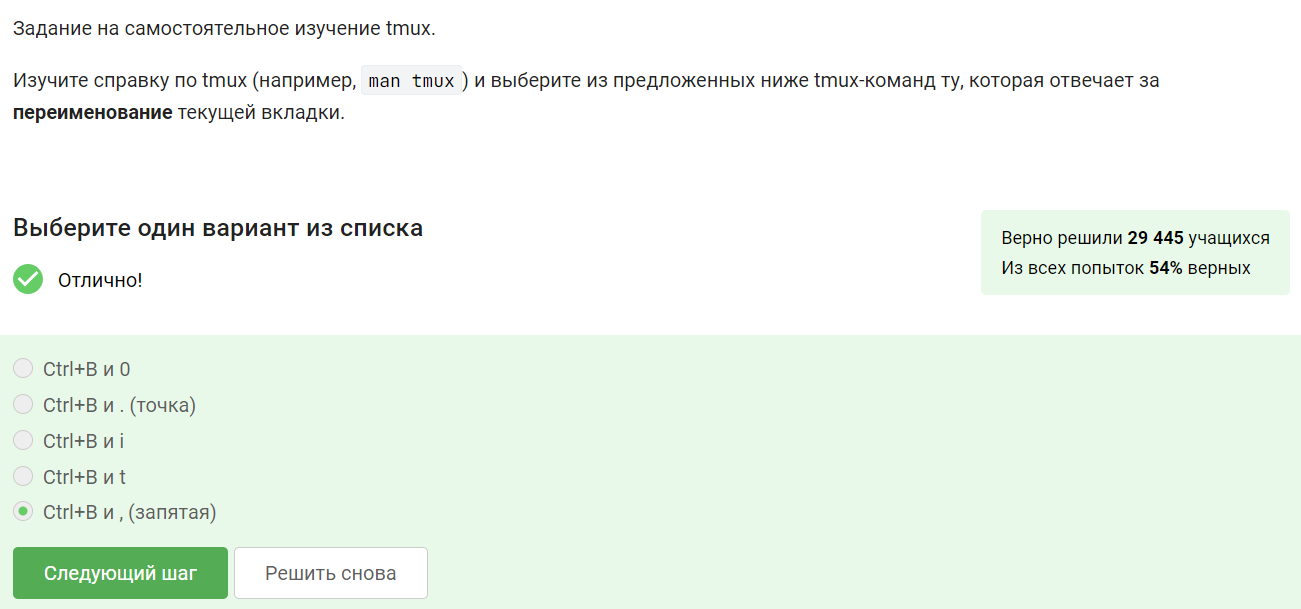 Задание на самостоятельное изучение tmux.
Изучите справку по tmux (например, man tmux ) и выберите из предложенных ниже tmux-команд ту, которая отвечает за
переименование текущей вкладки.
Выберите один вариант из списка
Верно решили 29 445 учащихся
Из всех попыток 54% верных
Отлично!
Ctrl+B и 0
Ctrl+B и . (точка)
Ctrl+B и i
Ctrl+B и t
Ctrl+B и , (запятая)
Следующий шаг
Решить снова